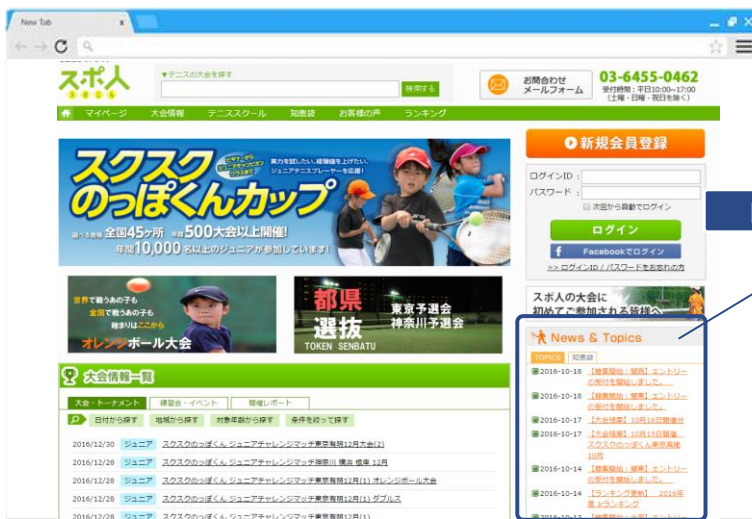 New Tab
x
スポ人
スポじん
▼テニスの大会を探す
検索する
お問合わせ
メールフォーム
03-6455-0462
受付時間：平日10:00~17:00
（土曜・日曜・祝日を除く）
マイページ 大会情報 テニススクール 知恵袋 お客様の声 ランキング
スクスク
のっぽくんカップ
実力を試したい、経験値を上げたい、
ジュニアテニスプレーヤーを応援!
選べる会場 全国45ヶ所 年間500大会以上開催!
年間10,000名以上のジュニアが参加しています!
新規会員登録
ログインID：
パスワード：
次回から自動でログイン
ログイン
f Facebookでログイン
>> ログインID / パスワードをお忘れの方
世界で戦うあの子も
全国で戦うあの子も
始まりはここから
オレンジボール大会
都県
選抜
TOKEN SENBATU
東京予選会
神奈川予選会
スポ人の大会に
初めてご参加される皆様へ
News & Topics
TOPICS 知恵袋
2016-10-18 【募集開始：関西】エントリー
の受付を開始しました。
2016-10-18 【募集開始：関東】エントリー
の受付を開始しました。
2016-10-17 【大会結果】10月16日開催分
2016-10-17 【大会結果】10月15日開催
スクスクのっぽくん東京高尾
10月
2016-10-14 【募集開始：関東】エントリー
の受付を開始しました。
2016-10-14 【ランキング更新】 2016年
度 Jrランキング
大会情報一覧
大会・トーナメント 練習会・イベント 開催レポート
日付から探す 地域から探す 対象年齢から探す 条件を絞って探す
2016/12/30 ジュニア スクスクのっぽくん ジュニアチャレンジマッチ東京有明12月大会(2)
2016/12/28 ジュニア スクスクのっぽくん ジュニアチャレンジマッチ神奈川 横浜 根岸 12月
2016/12/28 ジュニア スクスクのっぽくん ジュニアチャレンジマッチ東京有明12月(1) オレンジボール大会
2016/12/28 ジュニア スクスクのっぽくん ジュニアチャレンジマッチ東京有明12月(1) ダブルス
2016/12/28 ジュニア スクスクのっぽくん ジュニアチャレンジマッチ東京有明12月(1)